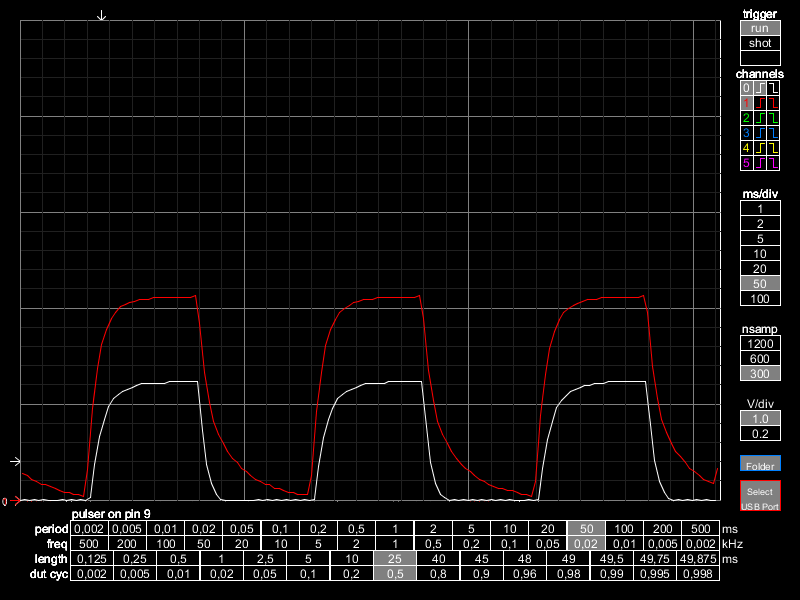 trigger
run
shot
channels
0
1
2
3
4
5
ms/div
1
2
5
10
20
50
100
nsamp
1200
600
300
V/div
1.0
0.2
Folder
Select
USB Port
0
pulser on pin 9
period 0,002 0,005 0,01 0,02 0,05 0,1 0,2 0,5 1 2 5 10 20 50 100 200 500 ms
freq 500 200 100 50 20 10 5 2 1 0,5 0,2 0,1 0,05 0,02 0,01 0,005 0,002 kHz
length 0,125 0,25 0,5 1 2,5 5 10 25 40 45 48 49 49,5 49,75 49,875 ms
dut cyc 0,002 0,005 0,01 0,02 0,05 0,1 0,2 0,5 0,8 0,9 0,96 0,98 0,99 0,995 0,998